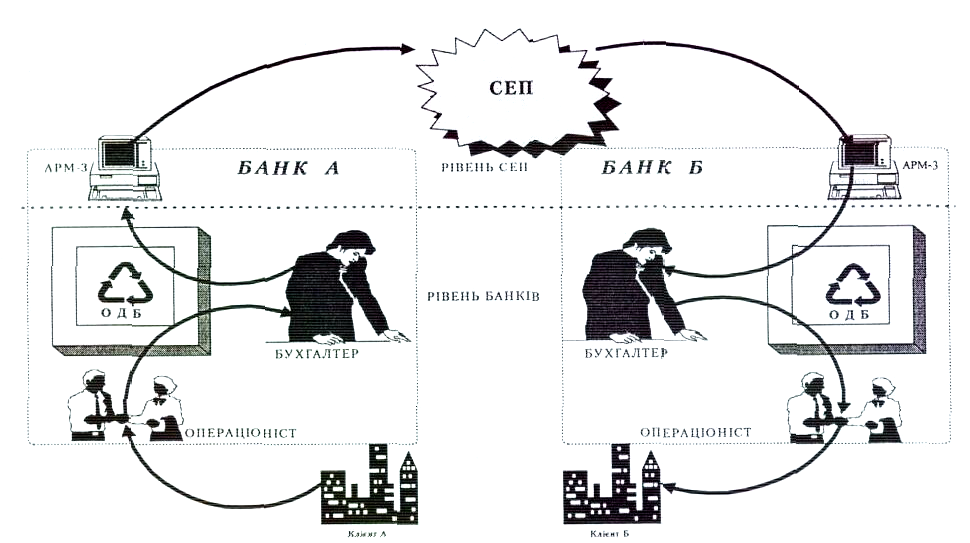 СЕП
АРМ-3
БАНК А
РІВЕНЬ СЕП
БАНК Б
АРМ-3
ОДБ
РІВЕНЬ БАНКІВ
ОДБ
БУХГАЛТЕР
БУХГАЛТЕР
ОПЕРАЦІОНІСТ
ОПЕРАЦІОНІСТ
Клієнт А
Клієнт Б